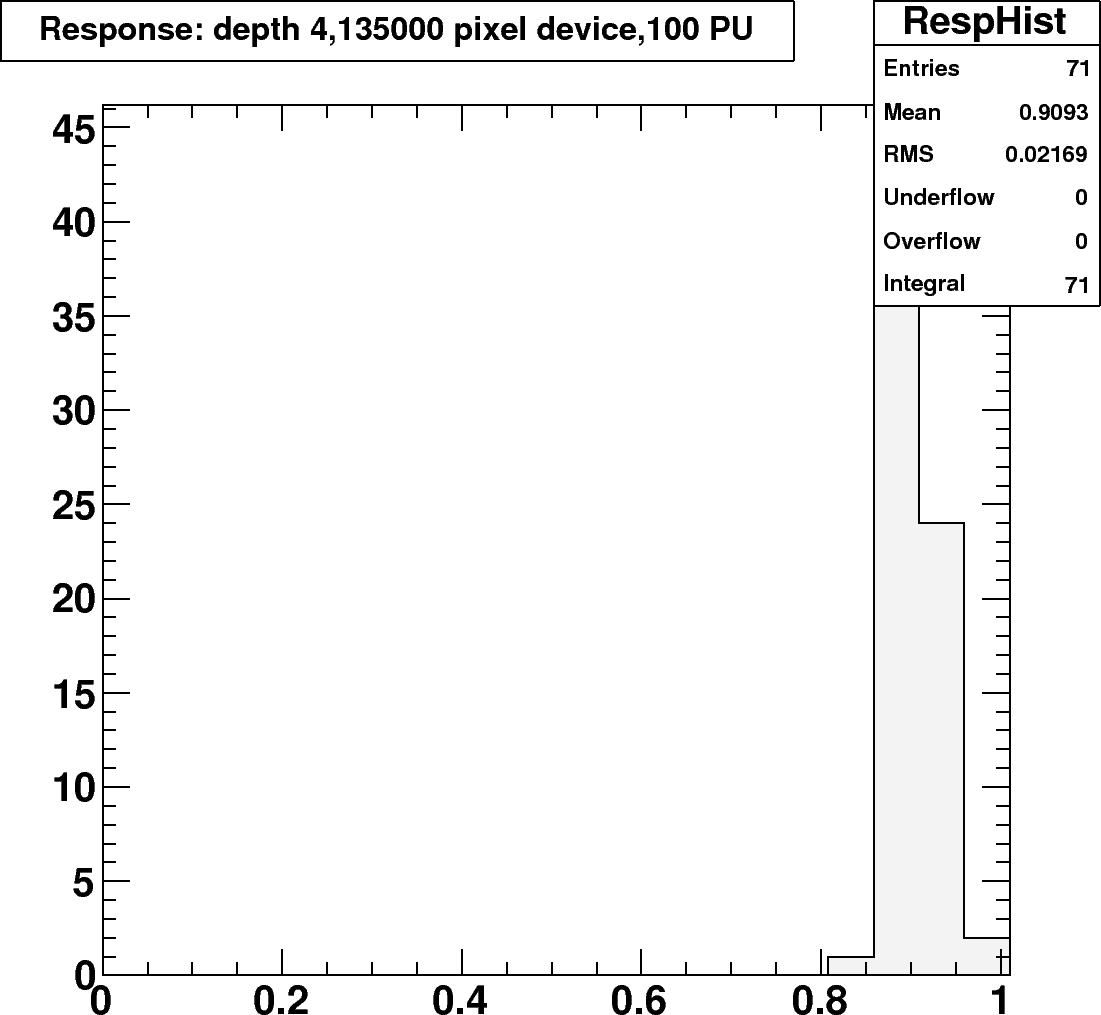 Response: depth 4,135000 pixel device,100 PU
RespHist
Entries 71
Mean 0.9093
RMS 0.02169
Underflow 0
Overflow 0
Integral 71
45
40
35
30
25
20
15
10
5
0
0 0.2 0.4 0.6 0.8 1